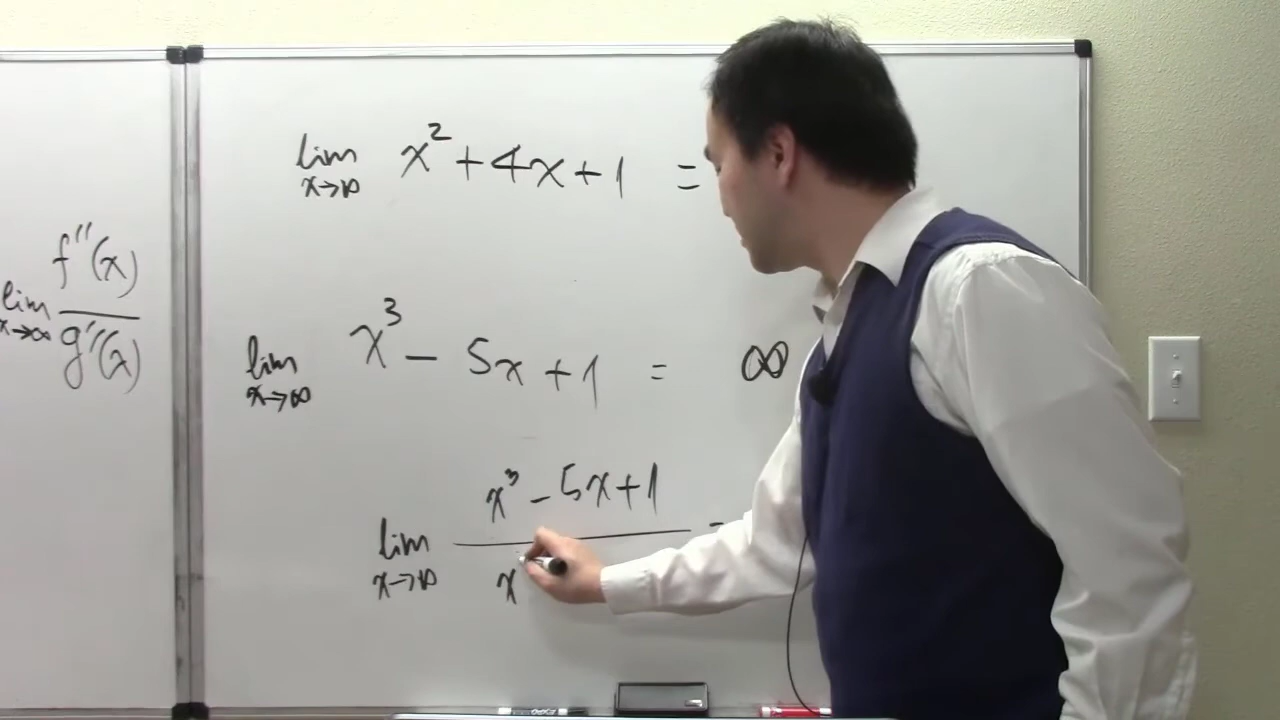 lim x→∞ x² + 4x + 1 =
lim x→∞ f''(x) / g''(x)
lim x→∞ x³ - 5x + 1 = ∞
lim x→∞ x³ - 5x + 1 / x =